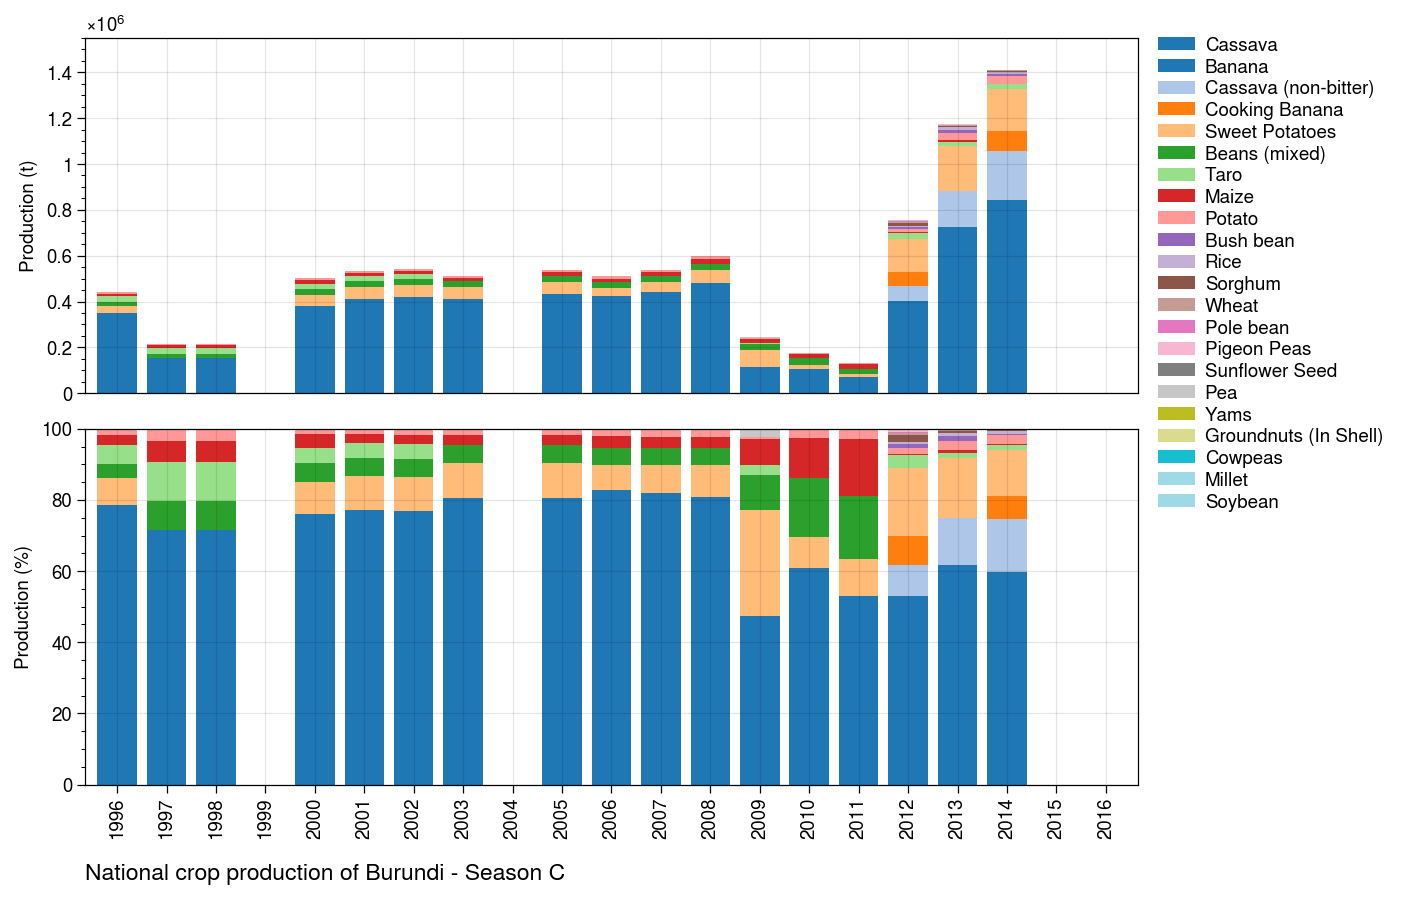 ×10⁶
Production (t)
1.4
1.2
1
0.8
0.6
0.4
0.2
0
Production (%)
100
80
60
40
20
0
1996
1997
1998
1999
2000
2001
2002
2003
2004
2005
2006
2007
2008
2009
2010
2011
2012
2013
2014
2015
2016
Cassava
Banana
Cassava (non-bitter)
Cooking Banana
Sweet Potatoes
Beans (mixed)
Taro
Maize
Potato
Bush bean
Rice
Sorghum
Wheat
Pole bean
Pigeon Peas
Sunflower Seed
Pea
Yams
Groundnuts (In Shell)
Cowpeas
Millet
Soybean
National crop production of Burundi - Season C